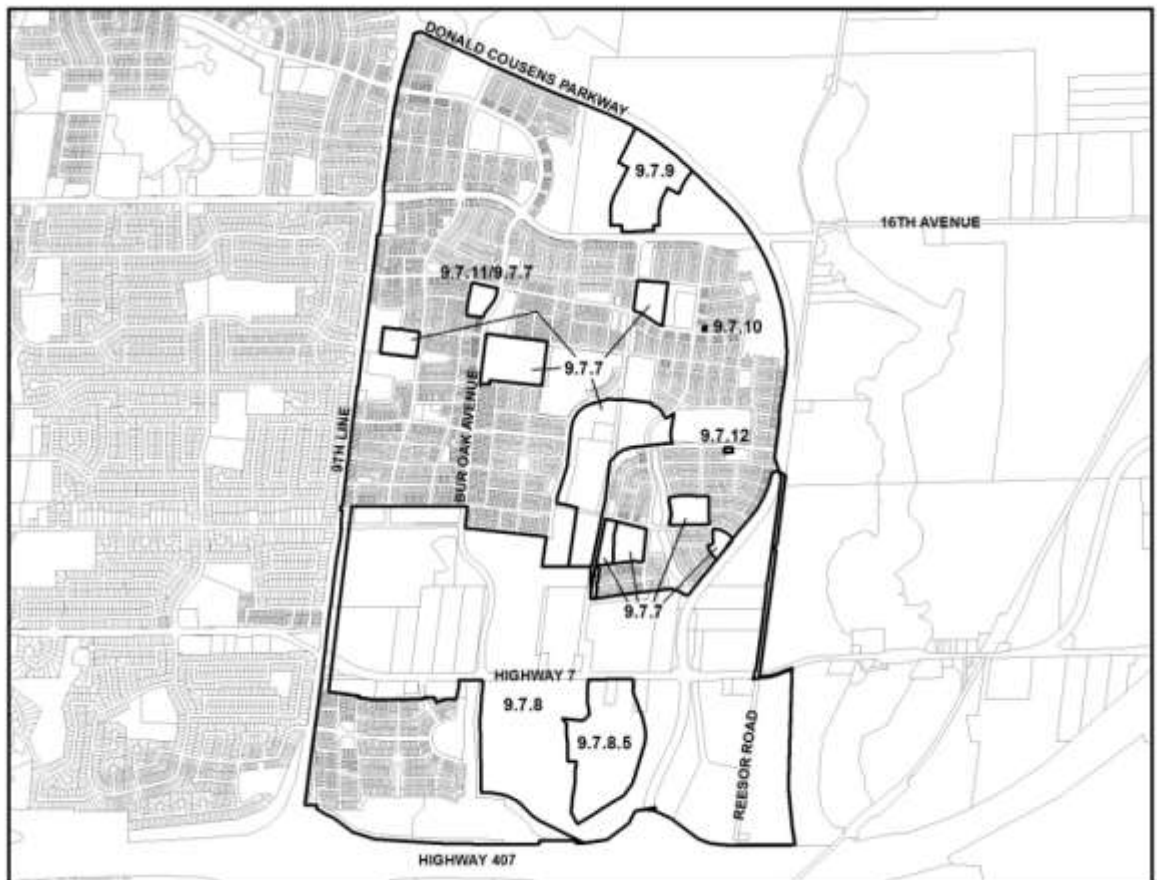 DONALD COUSENS PARKWAY
9.7.9
16TH AVENUE
9.7.11/9.7.7
9.7.10
9.7.7
BUR OAK AVENUE
9TH LINE
9.7.12
9.7.7
HIGHWAY 7
9.7.8
9.7.8.5
REESOR ROAD
HIGHWAY 407